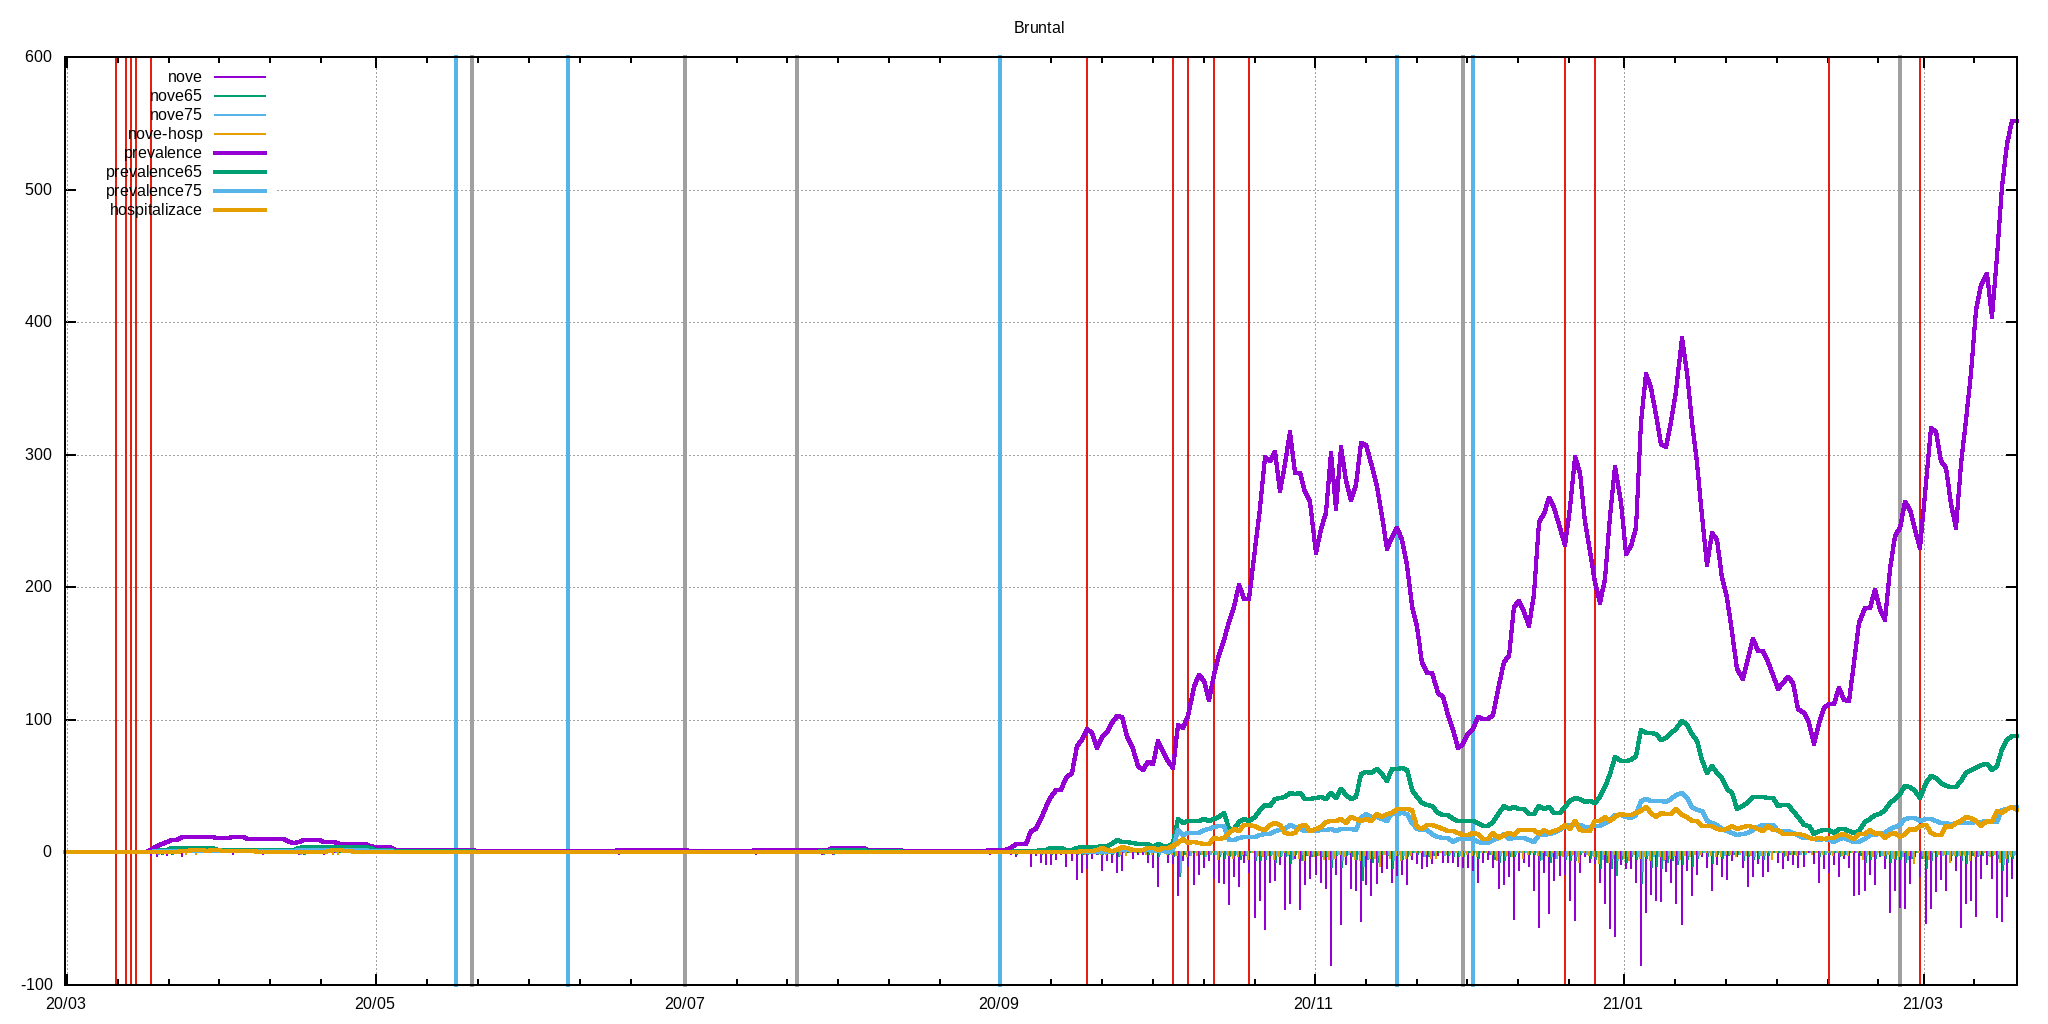 Bruntal
600
500
400
300
200
100
0
-100
nove
nove65
nove75
nove-hosp
prevalence
prevalence65
prevalence75
hospitalizace
20/03 20/05 20/07 20/09 20/11 21/01 21/03